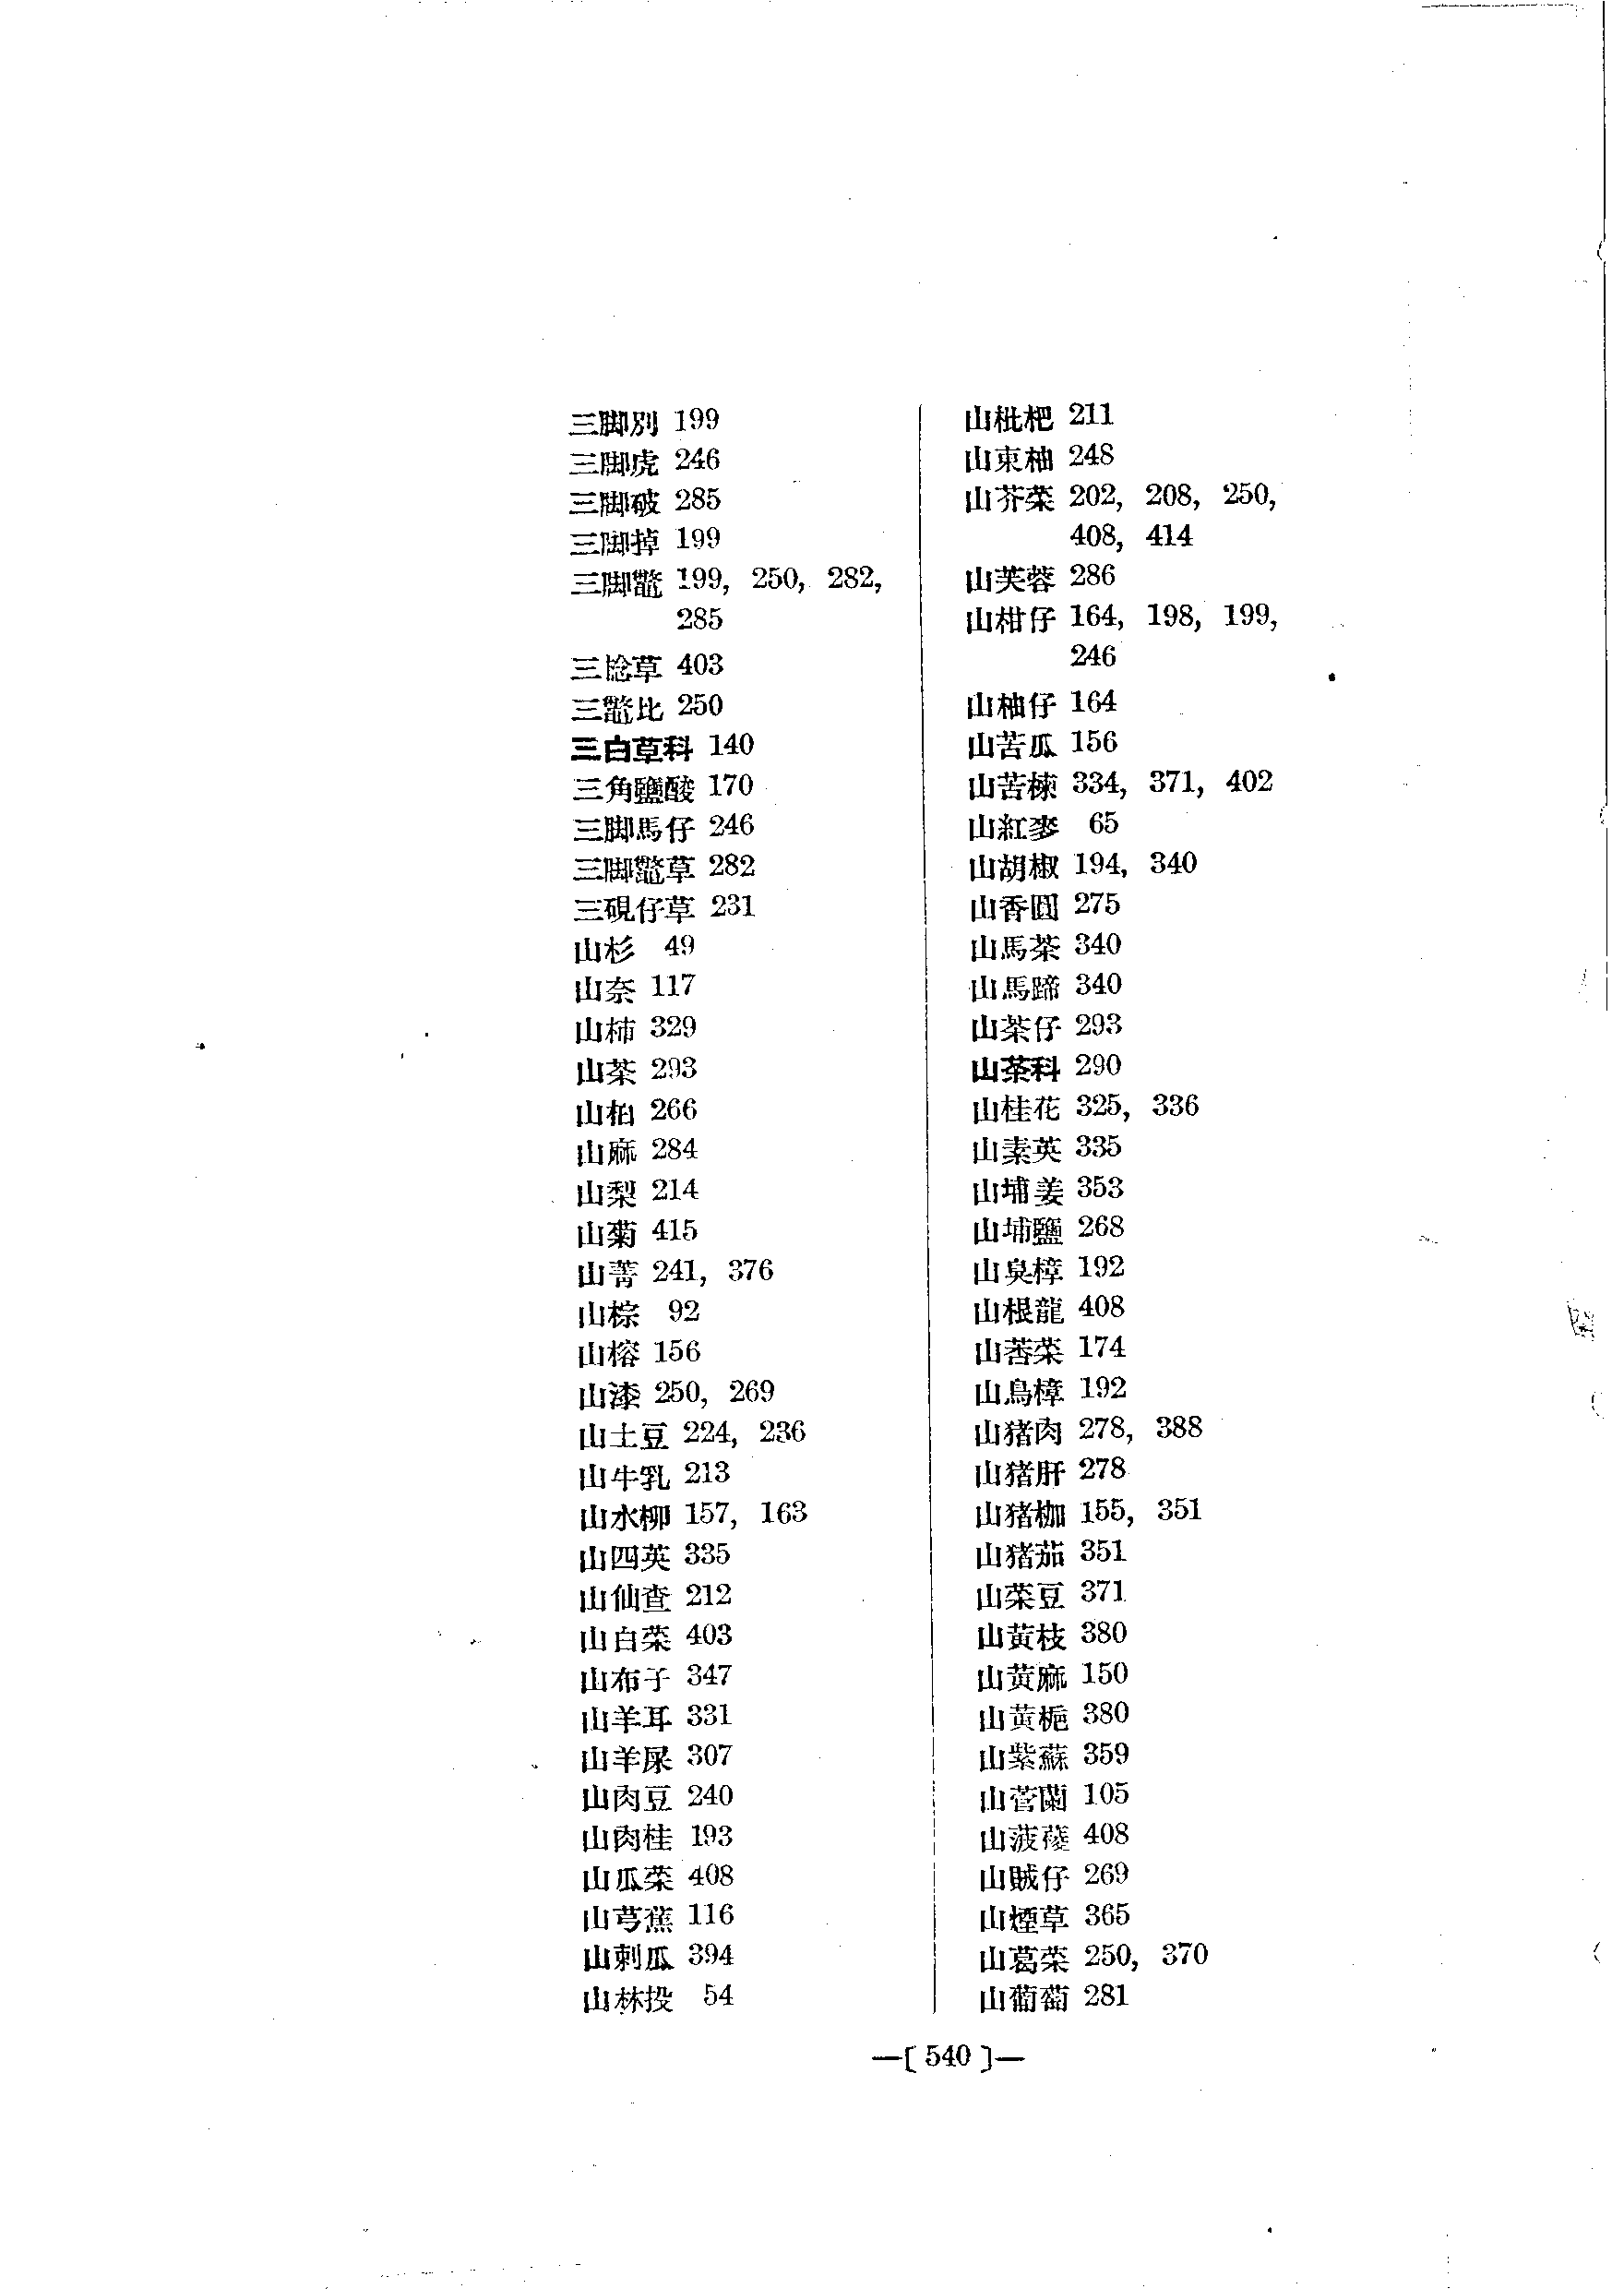 三脚別 199
三脚虎 246
三脚破 285
三脚掉 199
三脚鼈 199, 250, 282,
285
三捻草 403
三鼈比 250
三白草科 140
三角鹽酸 170
三脚馬仔 246
三脚鼈草 282
三硯仔草 231
山杉 49
山奈 117
山柿 329
山茶 293
山柏 266
山麻 284
山梨 214
山菊 415
山菁 241, 376
山棕 92
山榕 156
山漆 250, 269
山土豆 224, 236
山牛乳 213
山水柳 157, 163
山四英 335
山仙查 212
山白菜 403
山布子 347
山羊耳 331
山羊屎 307
山肉豆 240
山肉桂 193
山瓜菜 408
山芎蕉 116
山刺瓜 394
山林投 54
山枇杷 211
山東柚 248
山芥菜 202, 208, 250,
408, 414
山芙蓉 286
山柑仔 164, 198, 199,
246
山柚仔 164
山苦瓜 156
山苦楝 334, 371, 402
山紅麥 65
山胡椒 194, 340
山香圓 275
山馬茶 340
山馬蹄 340
山茶仔 293
山茶科 290
山桂花 325, 336
山素英 335
山埔姜 353
山埔鹽 268
山臭樟 192
山根龍 408
山菾菜 174
山鳥樟 192
山猪肉 278, 388
山猪肝 278
山猪枷 155, 351
山猪茄 351
山菜豆 371
山黃枝 380
山黃麻 150
山黃梔 380
山紫蘇 359
山菅蘭 105
山菠薐 408
山賊仔 269
山煙草 365
山葛菜 250, 370
山葡萄 281
—[ 540 ]—